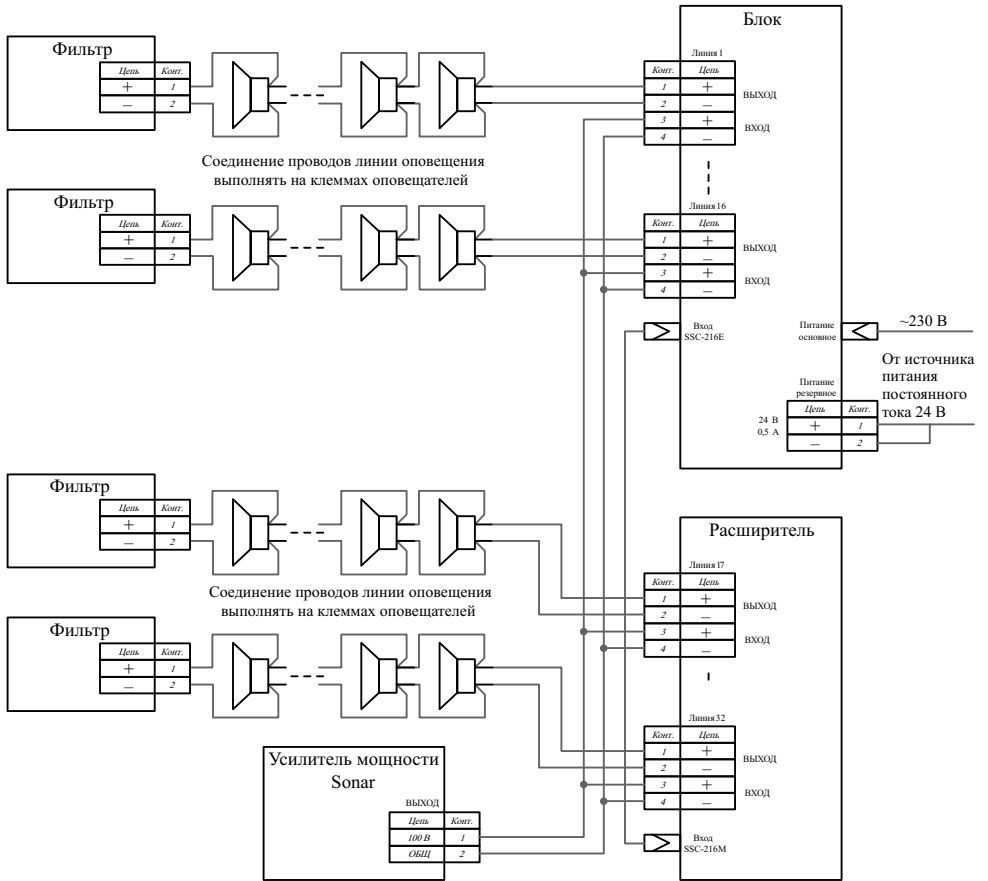 Блок
Линия 1
Конт. Цепь
1 +
2 —
3 +
4 —
ВЫХОД
ВХОД
Фильтр
Цепь Конт.
+ 1
— 2
Соединение проводов линии оповещения
выполнять на клеммах оповещателей
Фильтр
Цепь Конт.
+ 1
— 2
Линия 16
Конт. Цепь
1 +
2 —
3 +
4 —
ВЫХОД
ВХОД
Вход
SSC-216E
Питание
основное
~230 В
От источника
питания
постоянного
тока 24 В
Питание
резервное
24 В
0,5 А
Цепь Конт.
+ 1
— 2
Фильтр
Цепь Конт.
+ 1
— 2
Соединение проводов линии оповещения
выполнять на клеммах оповещателей
Расширитель
Линия 17
Конт. Цепь
1 +
2 —
3 +
4 —
ВЫХОД
ВХОД
Фильтр
Цепь Конт.
+ 1
— 2
Линия 32
Конт. Цепь
1 +
2 —
3 +
4 —
ВЫХОД
ВХОД
Усилитель мощности
Sonar
ВЫХОД
Цепь Конт.
100 В 1
ОБЩ 2
Вход
SSC-216M